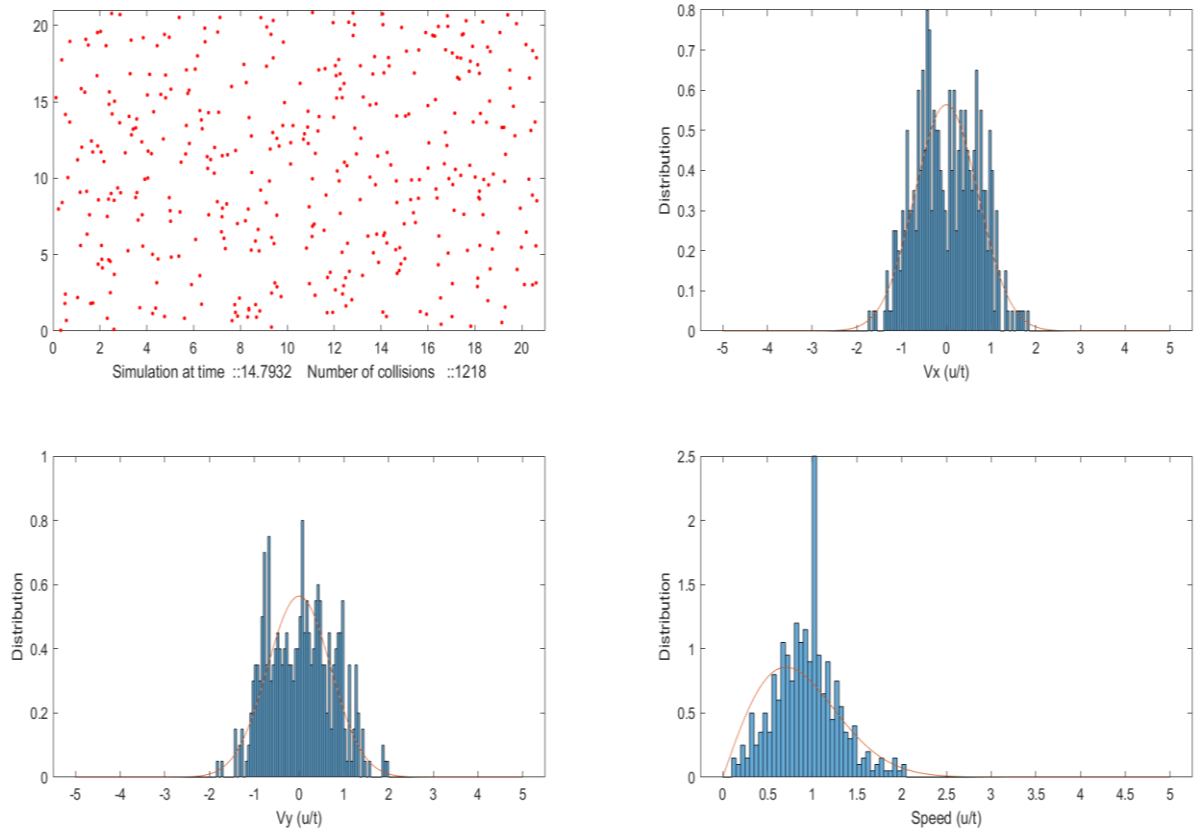 20
15
10
5
0
0 2 4 6 8 10 12 14 16 18 20
Simulation at time ::14.7932 Number of collisions ::1218
0.8
0.7
0.6
0.5
0.4
0.3
0.2
0.1
0
Distribution
-5 -4 -3 -2 -1 0 1 2 3 4 5
Vx (u/t)
1
0.8
0.6
0.4
0.2
0
Distribution
-5 -4 -3 -2 -1 0 1 2 3 4 5
Vy (u/t)
2.5
2
1.5
1
0.5
0
Distribution
0 0.5 1 1.5 2 2.5 3 3.5 4 4.5 5
Speed (u/t)